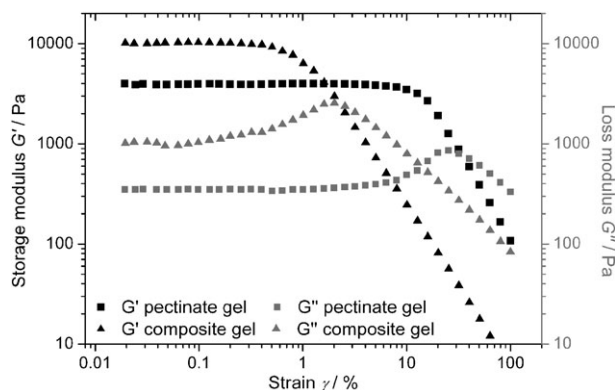 10000
1000
100
10
Storage modulus G' / Pa
10000
1000
100
10
Loss modulus G'' / Pa
G' pectinate gel
G'' pectinate gel
G' composite gel
G'' composite gel
0.01
0.1
1
10
100
Strain γ / %